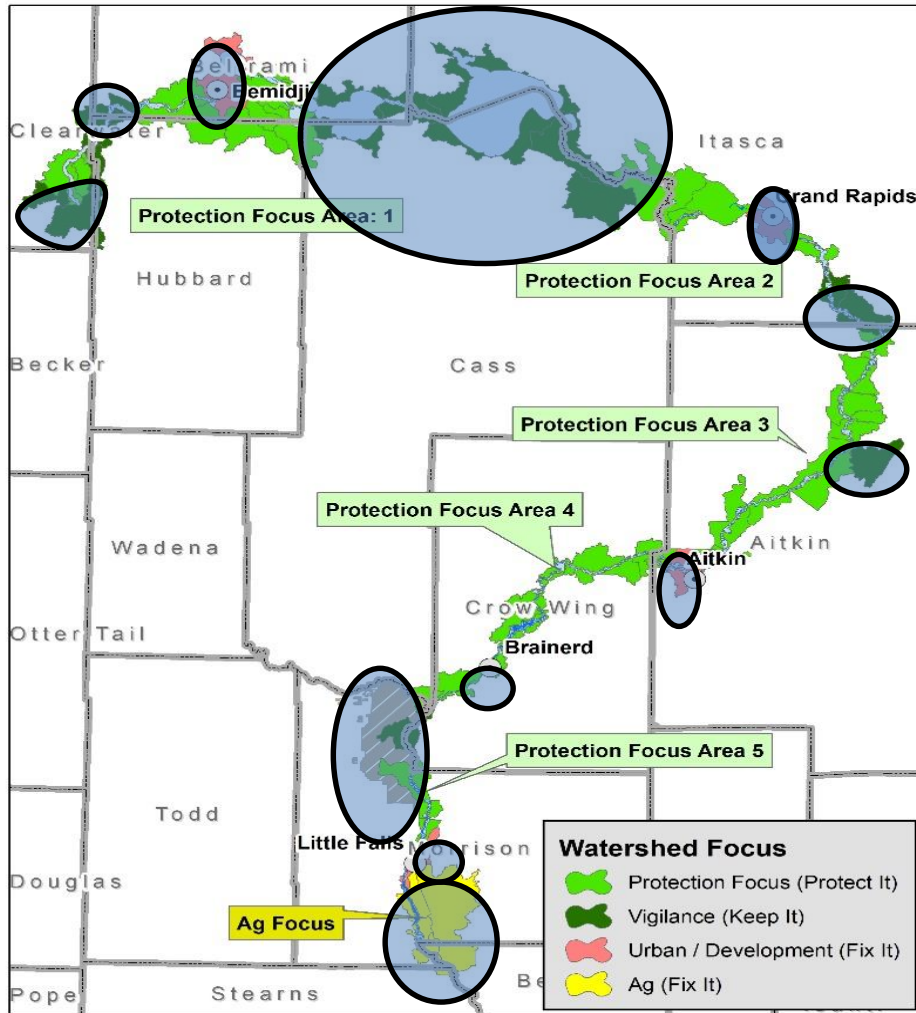 Beltrami
Bemidji
Clearwater
Itasca
Grand Rapids
Protection Focus Area: 1
Hubbard
Protection Focus Area 2
Becker
Cass
Protection Focus Area 3
Protection Focus Area 4
Wadena
Aitkin
Aitkin
Crow Wing
Otter Tail
Brainerd
Protection Focus Area 5
Todd
Little Falls
Morrison
Watershed Focus
Douglas
Protection Focus (Protect It)
Vigilance (Keep It)
Ag Focus
Urban / Development (Fix It)
Ag (Fix It)
Pope
Stearns
Be